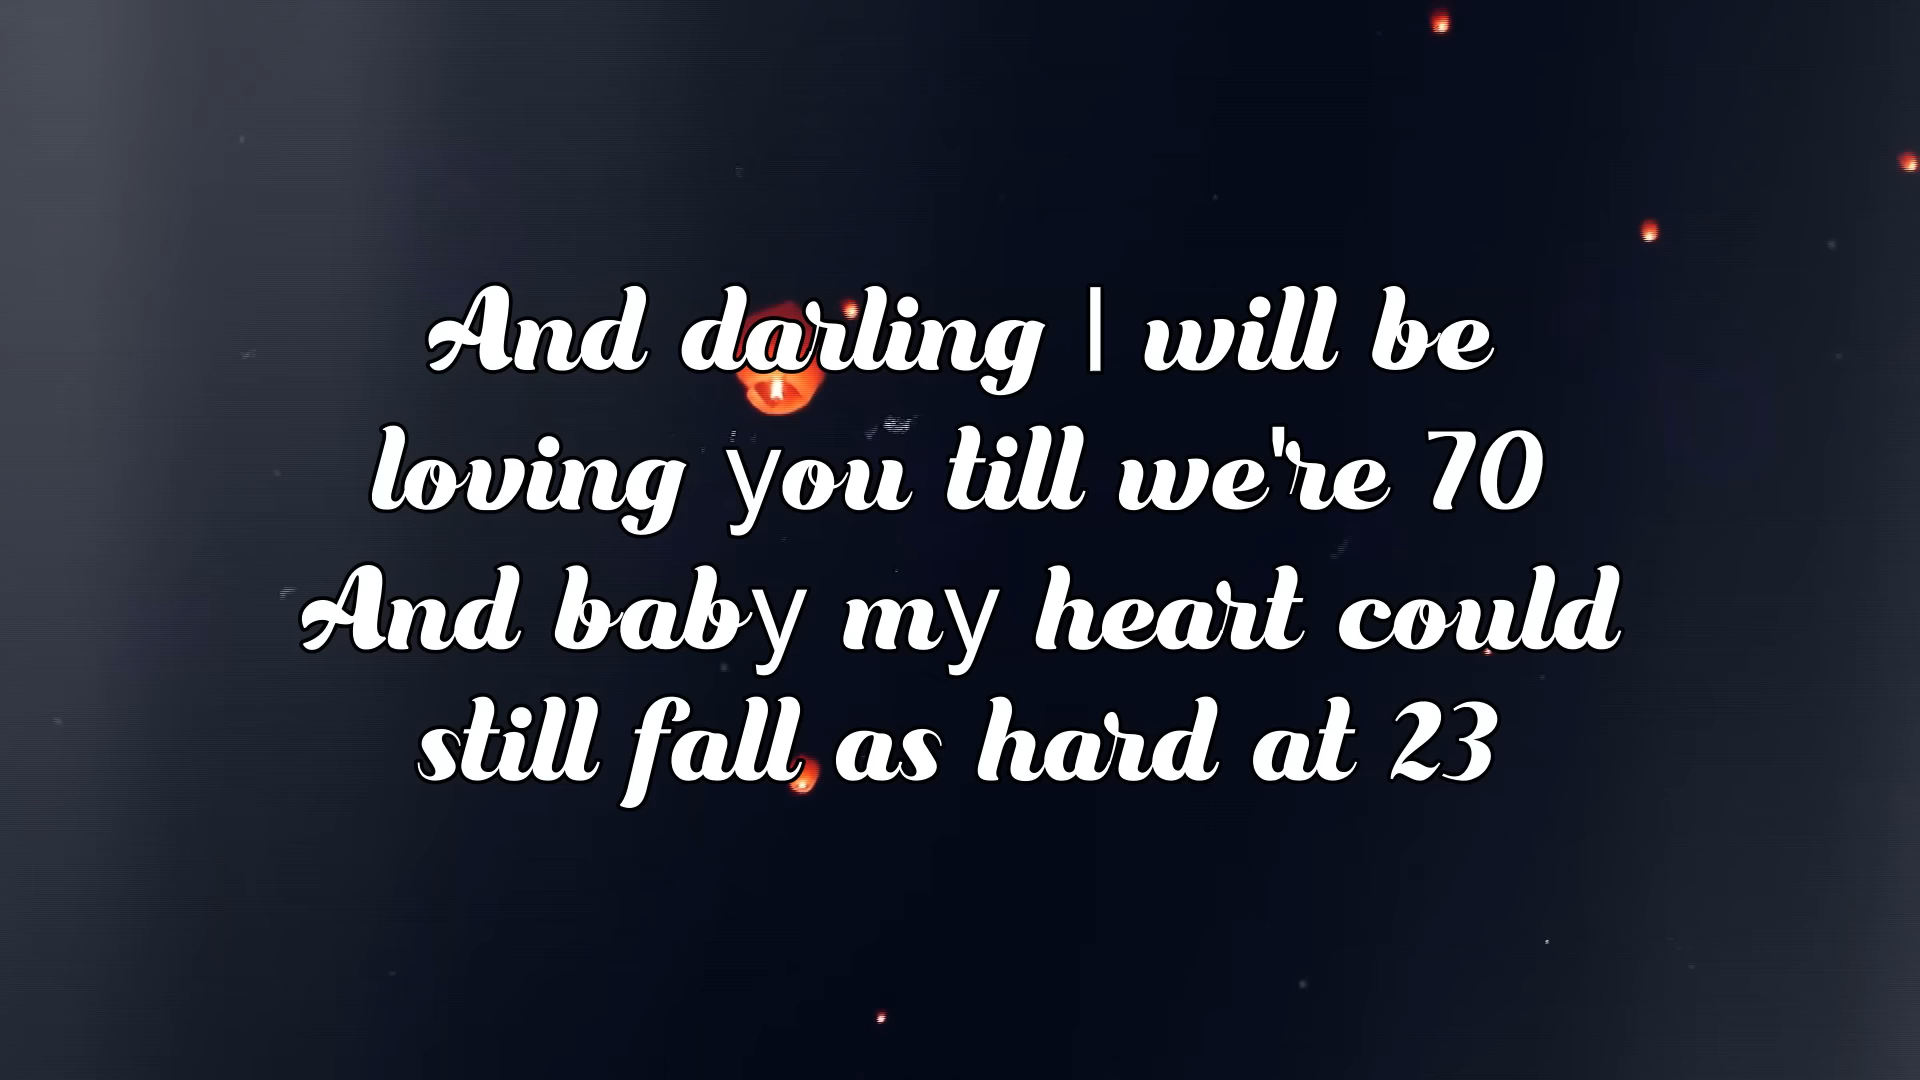 And darling I will be
loving you till we're 70
And baby my heart could
still fall as hard at 23